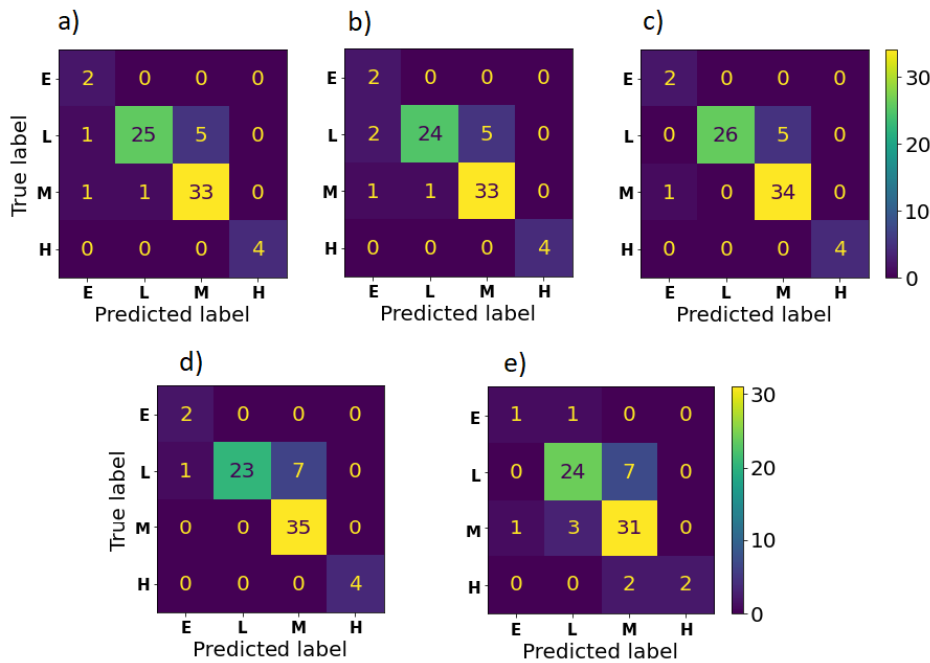 a)
b)
c)
True label
E
2 0 0 0
L
1 25 5 0
M
1 1 33 0
H
0 0 0 4
E L M H
Predicted label
2 0 0 0
2 24 5 0
1 1 33 0
0 0 0 4
E L M H
Predicted label
E
2 0 0 0
L
0 26 5 0
M
1 0 34 0
H
0 0 0 4
E L M H
Predicted label
30
20
10
0
d)
e)
True label
E
2 0 0 0
L
1 23 7 0
M
0 0 35 0
H
0 0 0 4
E L M H
Predicted label
E
1 1 0 0
L
0 24 7 0
M
1 3 31 0
H
0 0 2 2
E L M H
Predicted label
30
20
10
0